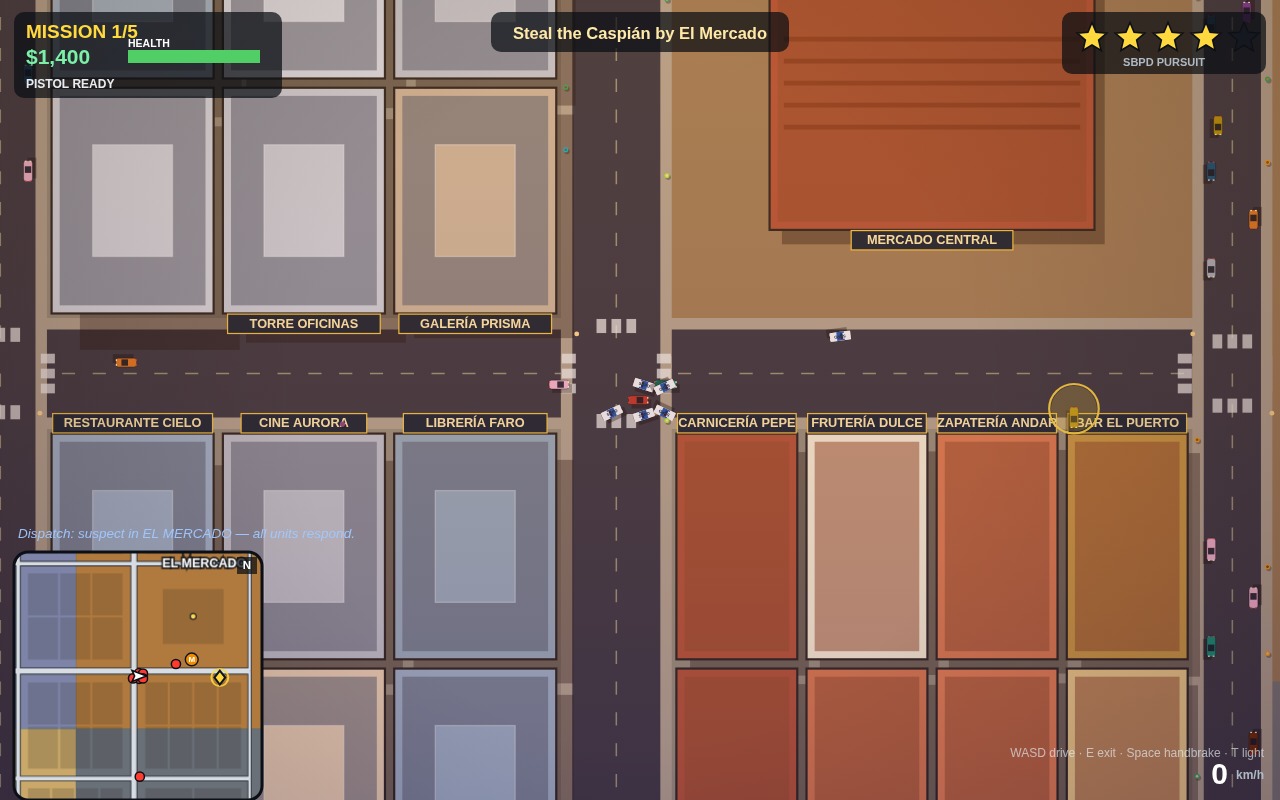 MISSION 1/5
$1,400
HEALTH
PISTOL READY
Steal the Caspián by El Mercado
SBPD PURSUIT
MERCADO CENTRAL
TORRE OFICINAS
GALERÍA PRISMA
RESTAURANTE CIELO
CINE AURORA
LIBRERÍA FARO
CARNICERÍA PEPE
FRUTERÍA DULCE
ZAPATERÍA ANDAR
BAR EL PUERTO
Dispatch: suspect in EL MERCADO — all units respond.
EL MERCADO
N
M
WASD drive · E exit · Space handbrake · T light
0 km/h